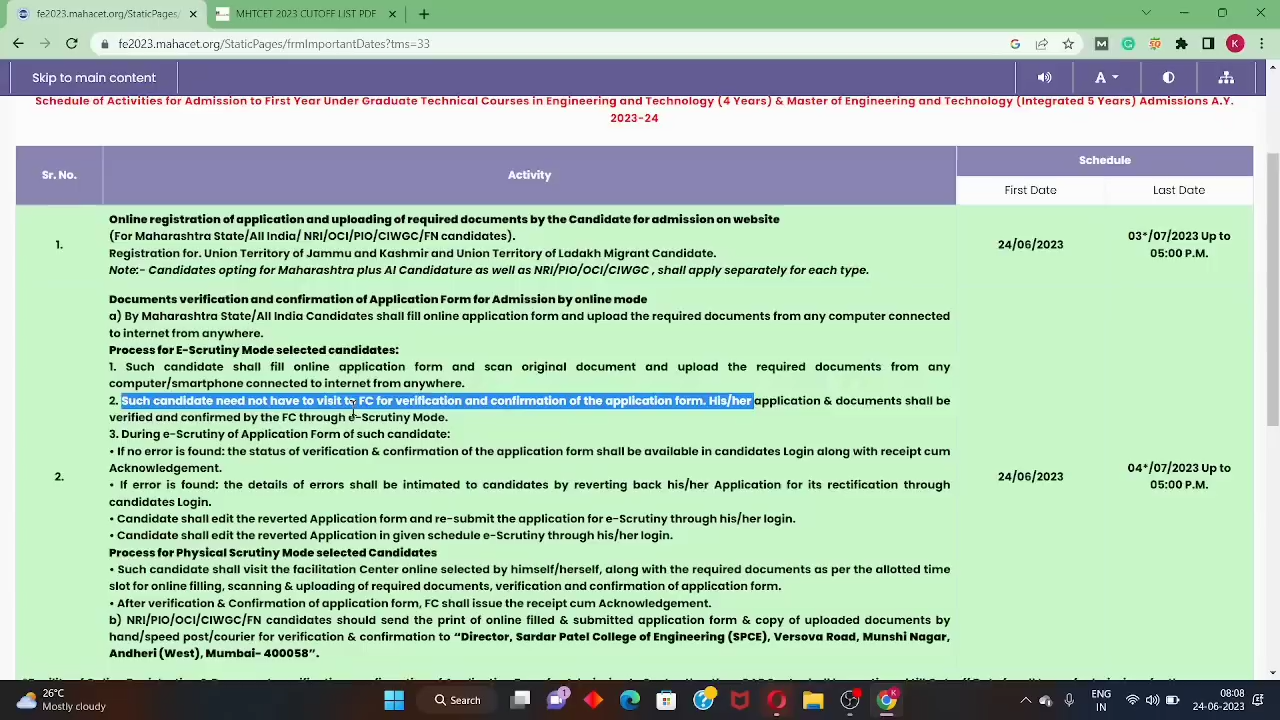 fe2023.mahacet.org/StaticPages/f
MHTCET CUTOFF LIST PDF
fe2023.mahacet.org/StaticPages/frmImportantDates?tms=33
Skip to main content
A
Schedule of Activities for Admission to First Year Under Graduate Technical Courses in Engineering and Technology (4 Years) & Master of Engineering and Technology (Integrated 5 Years) Admissions A.Y.
2023-24
Sr. No.
Activity
Schedule
First Date
Last Date
1.
Online registration of application and uploading of required documents by the Candidate for admission on website
(For Maharashtra State/All India/ NRI/OCI/PIO/CIWGC/FN candidates).
Registration for. Union Territory of Jammu and Kashmir and Union Territory of Ladakh Migrant Candidate.
Note:- Candidates opting for Maharashtra plus AI Candidature as well as NRI/PIO/OCI/CIWGC , shall apply separately for each type.
24/06/2023
03*/07/2023 Up to
05:00 P.M.
2.
Documents verification and confirmation of Application Form for Admission by online mode
a) By Maharashtra State/All India Candidates shall fill online application form and upload the required documents from any computer connected
to internet from anywhere.
Process for E-Scrutiny Mode selected candidates:
1. Such candidate shall fill online application form and scan original document and upload the required documents from any
computer/smartphone connected to internet from anywhere.
2. Such candidate need not have to visit to FC for verification and confirmation of the application form. His/her application & documents shall be
verified and confirmed by the FC through e-Scrutiny Mode.
3. During e-Scrutiny of Application Form of such candidate:
• If no error is found: the status of verification & confirmation of the application form shall be available in candidates Login along with receipt cum
Acknowledgement.
• If error is found: the details of errors shall be intimated to candidates by reverting back his/her Application for its rectification through
candidates Login.
• Candidate shall edit the reverted Application form and re-submit the application for e-Scrutiny through his/her login.
• Candidate shall edit the reverted Application in given schedule e-Scrutiny through his/her login.
Process for Physical Scrutiny Mode selected Candidates
• Such candidate shall visit the facilitation Center online selected by himself/herself, along with the required documents as per the allotted time
slot for online filling, scanning & uploading of required documents, verification and confirmation of application form.
• After verification & Confirmation of application form, FC shall issue the receipt cum Acknowledgement.
b) NRI/PIO/OCI/CIWGC/FN candidates should send the print of online filled & submitted application form & copy of uploaded documents by
hand/speed post/courier for verification & confirmation to “Director, Sardar Patel College of Engineering (SPCE), Versova Road, Munshi Nagar,
Andheri (West), Mumbai- 400058”.
24/06/2023
04*/07/2023 Up to
05:00 P.M.
26°C
Mostly cloudy
Search
ENG
IN
08:08
24-06-2023